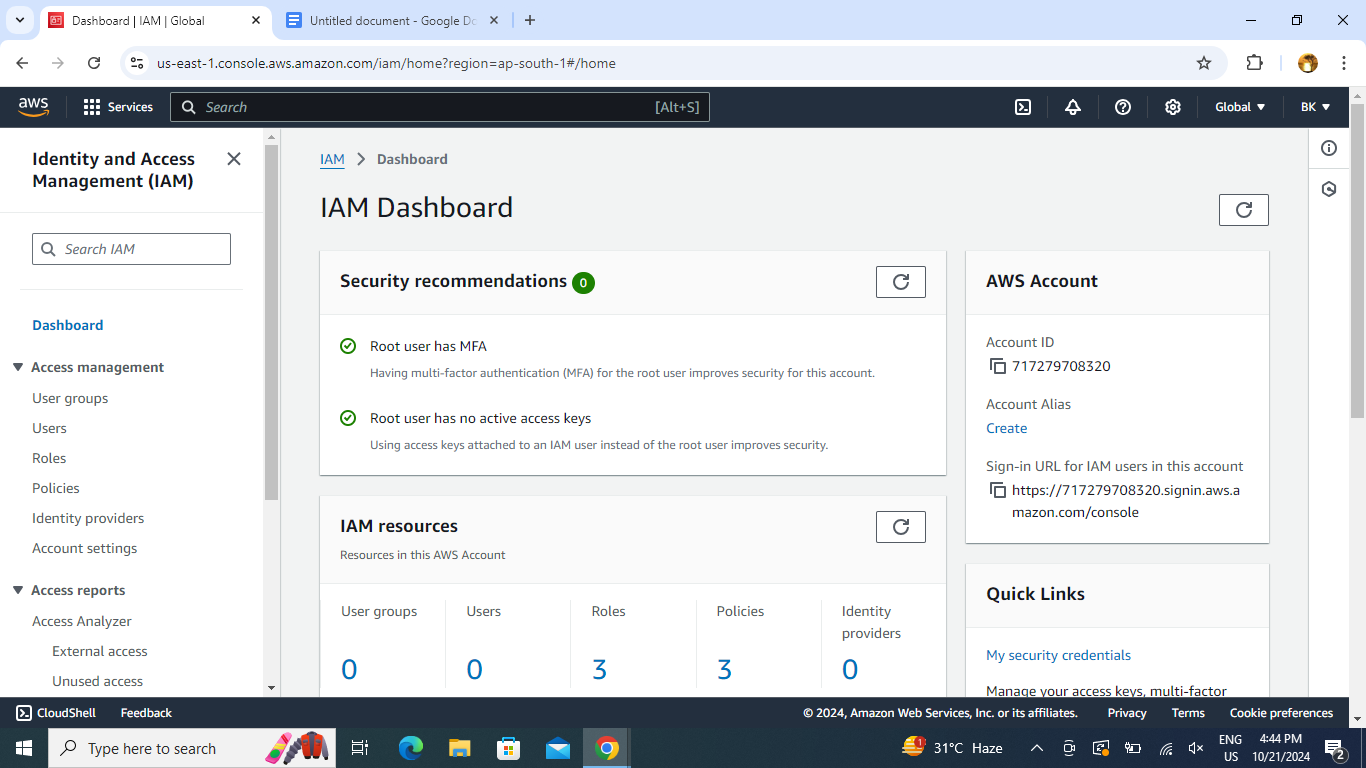 Dashboard | IAM | Global
Untitled document - Google Do
us-east-1.console.aws.amazon.com/iam/home?region=ap-south-1#/home
aws
Services
Search
[Alt+S]
Global
BK
Identity and Access
Management (IAM)
Search IAM
Dashboard
Access management
User groups
Users
Roles
Policies
Identity providers
Account settings
Access reports
Access Analyzer
External access
Unused access
IAM
Dashboard
IAM Dashboard
Security recommendations 0
Root user has MFA
Having multi-factor authentication (MFA) for the root user improves security for this account.
Root user has no active access keys
Using access keys attached to an IAM user instead of the root user improves security.
IAM resources
Resources in this AWS Account
User groups
0
Users
0
Roles
3
Policies
3
Identity
providers
0
AWS Account
Account ID
717279708320
Account Alias
Create
Sign-in URL for IAM users in this account
https://717279708320.signin.aws.a
mazon.com/console
Quick Links
My security credentials
Manage your access keys, multi-factor
CloudShell
Feedback
© 2024, Amazon Web Services, Inc. or its affiliates.
Privacy
Terms
Cookie preferences
Type here to search
1
31°C Haze
ENG
US
4:44 PM
10/21/2024
2